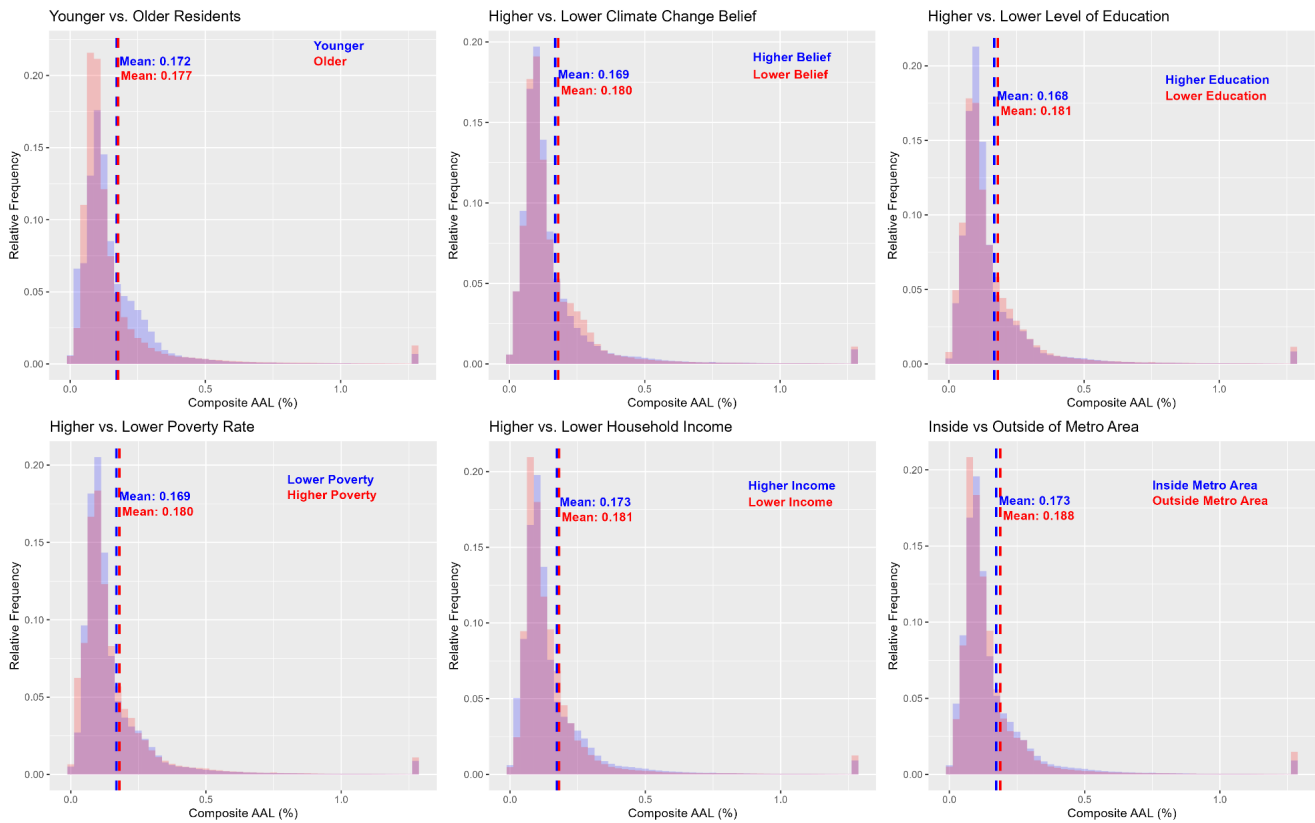 Higher vs. Lower Climate Change Belief
Younger vs. Older Residents
Higher vs. Lower Level of Education
Younger
Older
Mean: 0.172
Mean: 0.177
0.20
0.15
0.10
0.05
0.00
Relative Frequency
0.0
0.5
1.0
Composite AAL (%)
Higher Belief
Lower Belief
Mean: 0.169
Mean: 0.180
0.20
0.15
0.10
0.05
0.00
Relative Frequency
0.0
0.5
1.0
Composite AAL (%)
Higher Education
Lower Education
Mean: 0.168
Mean: 0.181
0.20
0.15
0.10
0.05
0.00
Relative Frequency
0.0
0.5
1.0
Composite AAL (%)
Higher vs. Lower Poverty Rate
Lower Poverty
Higher Poverty
Mean: 0.169
Mean: 0.180
0.20
0.15
0.10
0.05
0.00
Relative Frequency
0.0
0.5
1.0
Composite AAL (%)
Higher vs. Lower Household Income
Higher Income
Lower Income
Mean: 0.173
Mean: 0.181
0.20
0.15
0.10
0.05
0.00
Relative Frequency
0.0
0.5
1.0
Composite AAL (%)
Inside vs Outside of Metro Area
Inside Metro Area
Outside Metro Area
Mean: 0.173
Mean: 0.188
0.20
0.15
0.10
0.05
0.00
Relative Frequency
0.0
0.5
1.0
Composite AAL (%)